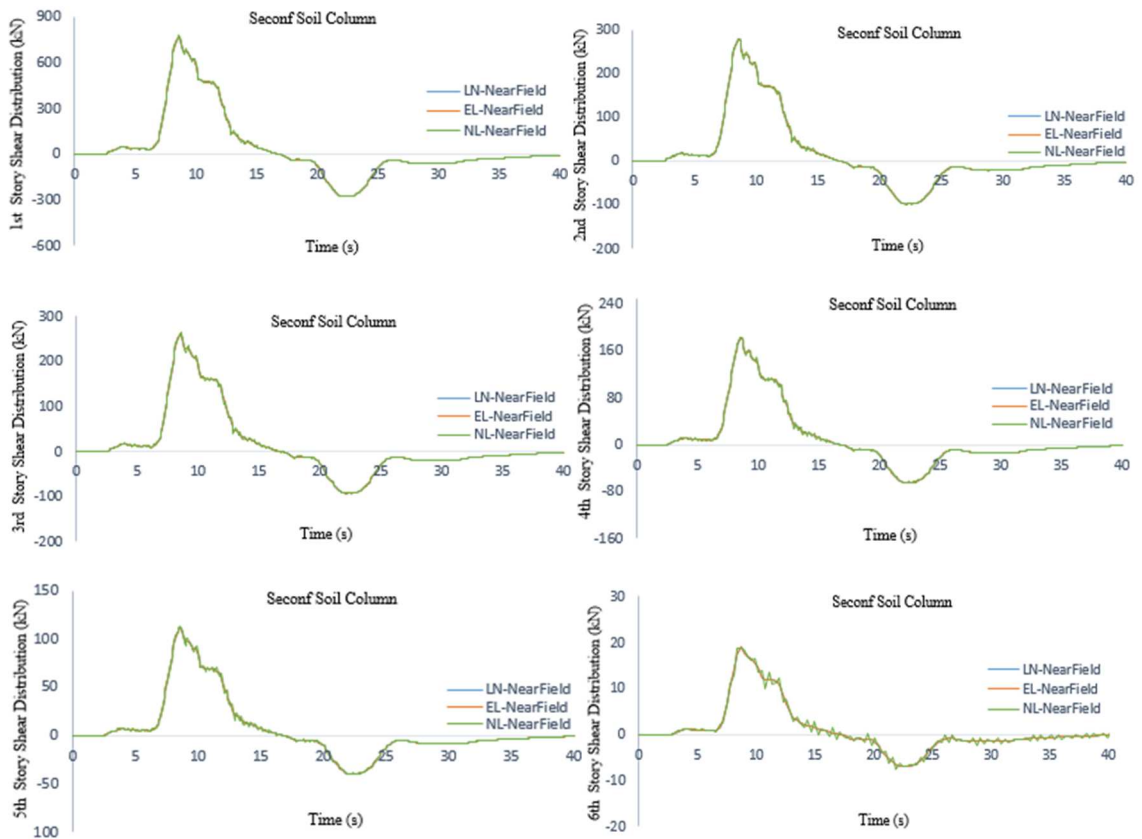 Seconf Soil Column
1st Story Shear Distribution (kN)
900
600
300
0
-300
-600
0 5 10 15 20 25 30 35 40
LN-NearField
EL-NearField
NL-NearField
Time (s)
Seconf Soil Column
2nd Story Shear Distribution (kN)
300
200
100
0
-100
-200
0 5 10 15 20 25 30 35 40
LN-NearField
EL-NearField
NL-NearField
Time (s)
Seconf Soil Column
3rd Story Shear Distribution (kN)
300
200
100
0
-100
-200
0 5 10 15 20 25 30 35 40
LN-NearField
EL-NearField
NL-NearField
Time (s)
Seconf Soil Column
4th Story Shear Distribution (kN)
240
160
80
0
-80
-160
0 5 10 15 20 25 30 35 40
LN-NearField
EL-NearField
NL-NearField
Time (s)
Seconf Soil Column
5th Story Shear Distribution (kN)
150
100
50
0
-50
100
0 5 10 15 20 25 30 35 40
LN-NearField
EL-NearField
NL-NearField
Time (s)
Seconf Soil Column
6th Story Shear Distribution (kN)
30
20
10
0
-10
-20
0 5 10 15 20 25 30 35 40
LN-NearField
EL-NearField
NL-NearField
Time (s)